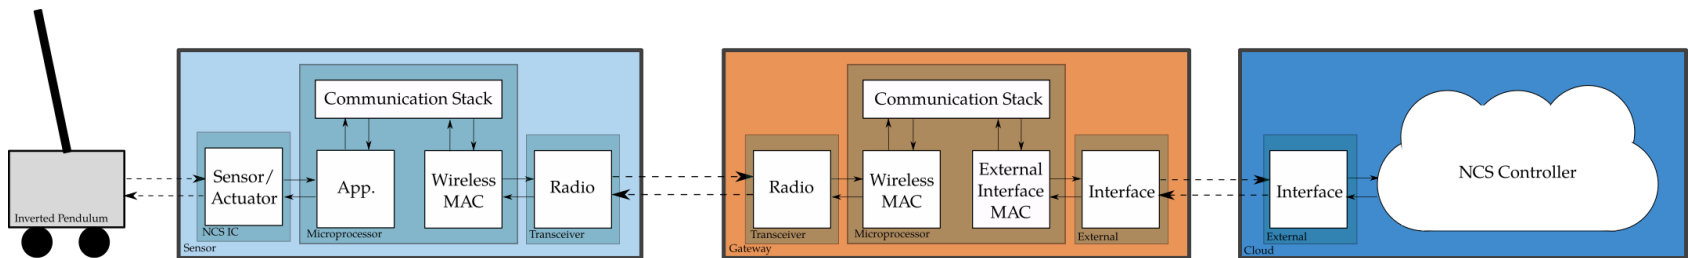 Inverted Pendulum
Sensor/
Actuator
NCS IC
Communication Stack
App.
Wireless
MAC
Microprocessor
Radio
Transceiver
Sensor
Radio
Transceiver
Communication Stack
Wireless
MAC
External
Interface
MAC
Microprocessor
Interface
External
Gateway
Interface
External
NCS Controller
Cloud